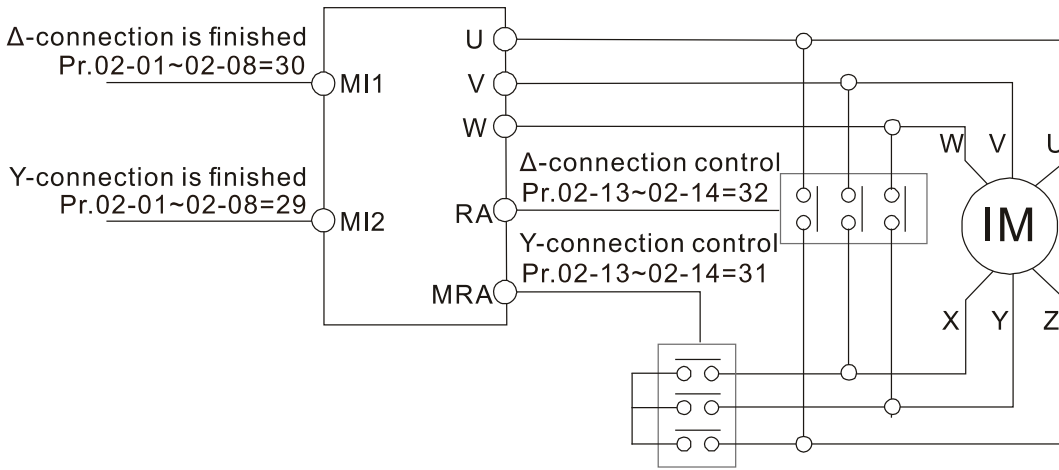 Δ-connection is finished
Pr.02-01~02-08=30
MI1
Y-connection is finished
Pr.02-01~02-08=29
MI2
U
V
W
RA
MRA
Δ-connection control
Pr.02-13~02-14=32
Y-connection control
Pr.02-13~02-14=31
W V U
IM
X Y Z